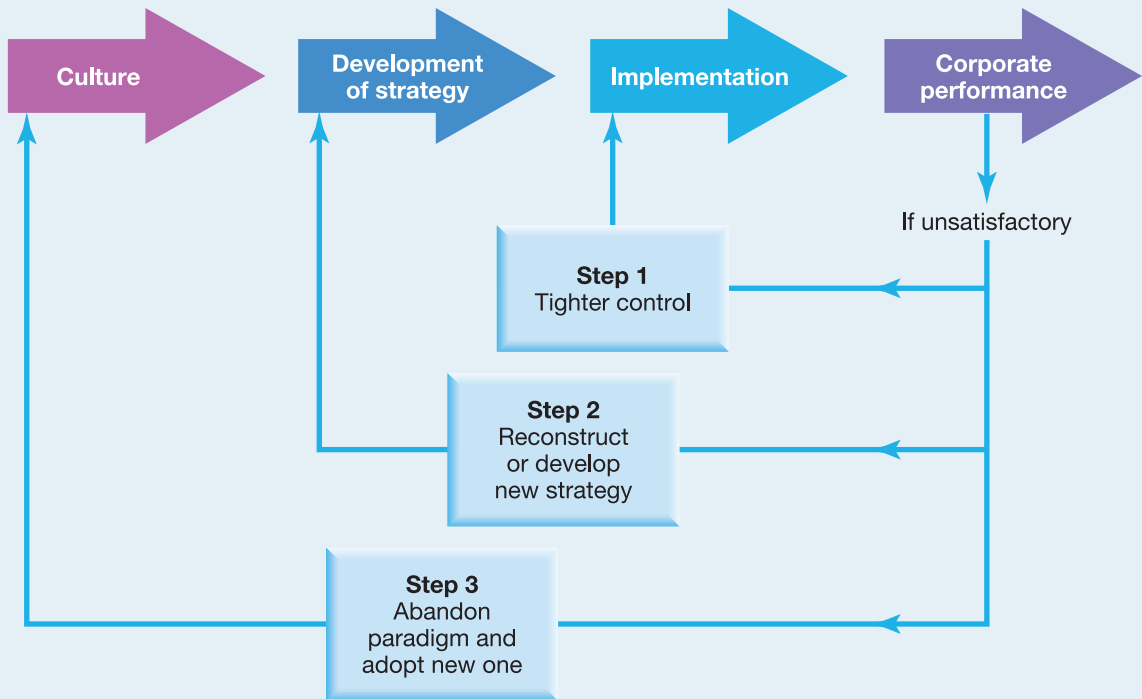 Culture
Development
of strategy
Implementation
Corporate
performance
If unsatisfactory
Step 1
Tighter control
Step 2
Reconstruct
or develop
new strategy
Step 3
Abandon
paradigm and
adopt new one